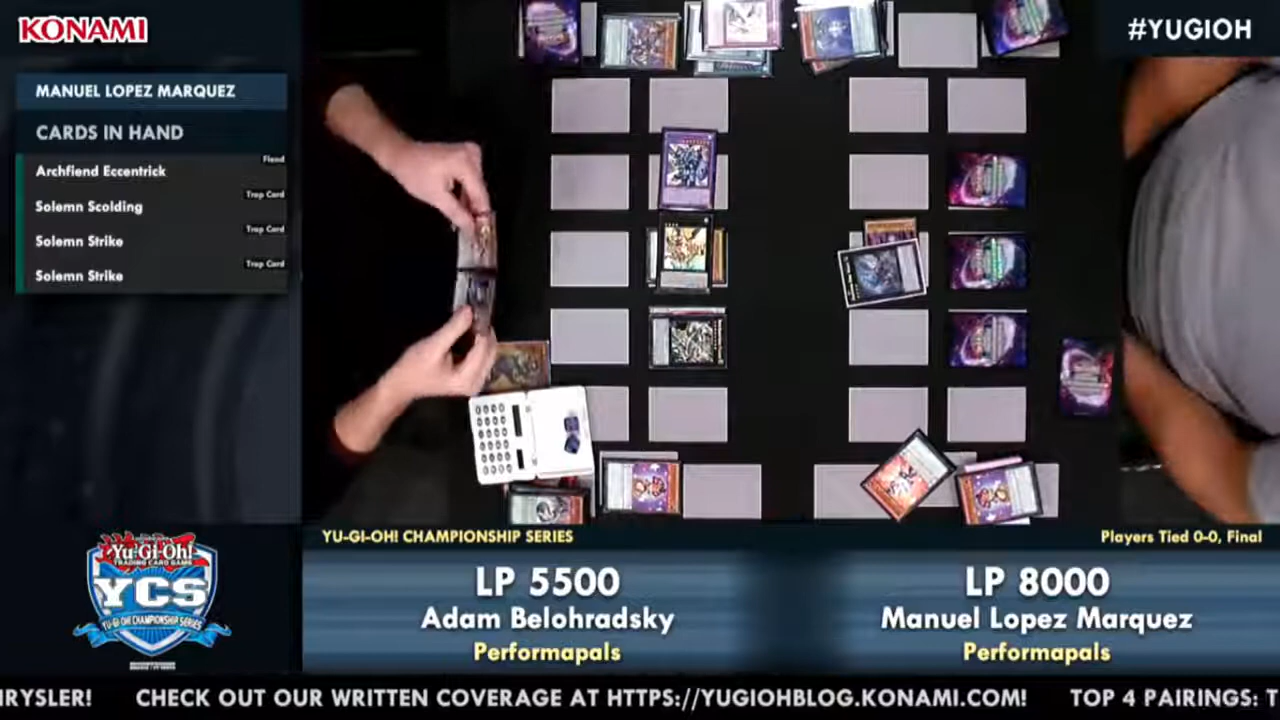 KONAMI
#YUGIOH
MANUEL LOPEZ MARQUEZ
CARDS IN HAND
Fiend
Archfiend Eccentrick
Trap Card
Solemn Scolding
Trap Card
Solemn Strike
Trap Card
Solemn Strike
Yu-Gi-Oh!
TRADING CARD GAME
YCS
YU-GI-OH! CHAMPIONSHIP SERIES
YU-GI-OH! CHAMPIONSHIP SERIES
Players Tied 0-0, Final
LP 5500
Adam Belohradsky
Performapals
LP 8000
Manuel Lopez Marquez
Performapals
HRYSLER! CHECK OUT OUR WRITTEN COVERAGE AT HTTPS://YUGIOHBLOG.KONAMI.COM! TOP 4 PAIRINGS: T